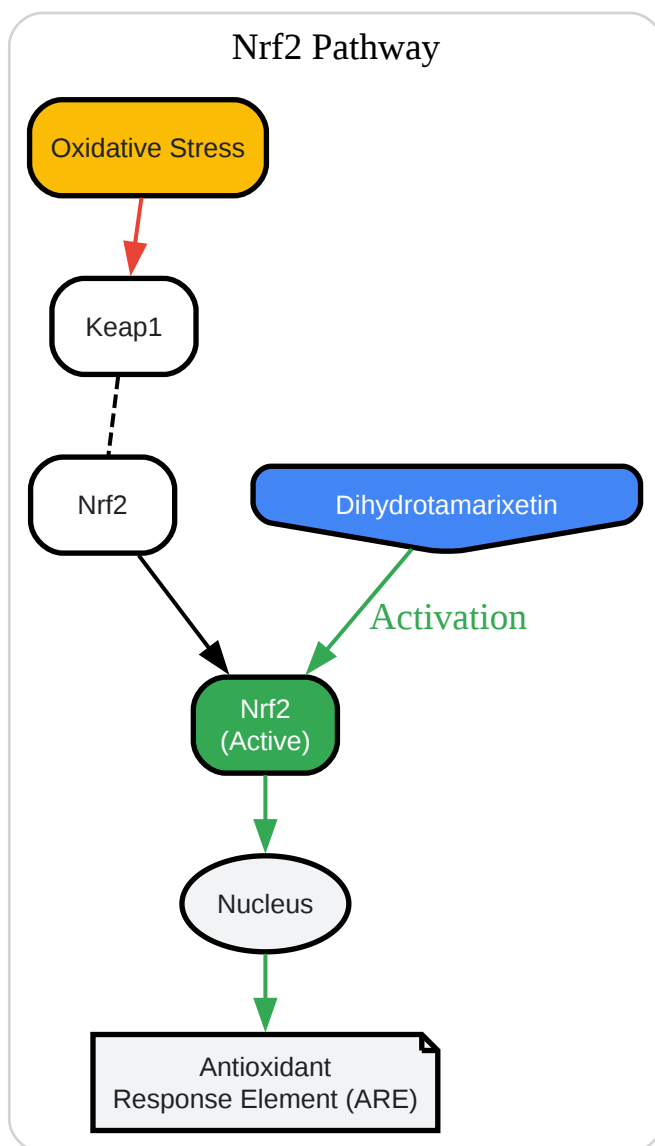 Nrf2 Pathway
Oxidative Stress
Keap1
Nrf2
Dihydrotamarixetin
Activation
Nrf2
(Active)
Nucleus
Antioxidant
Response Element (ARE)